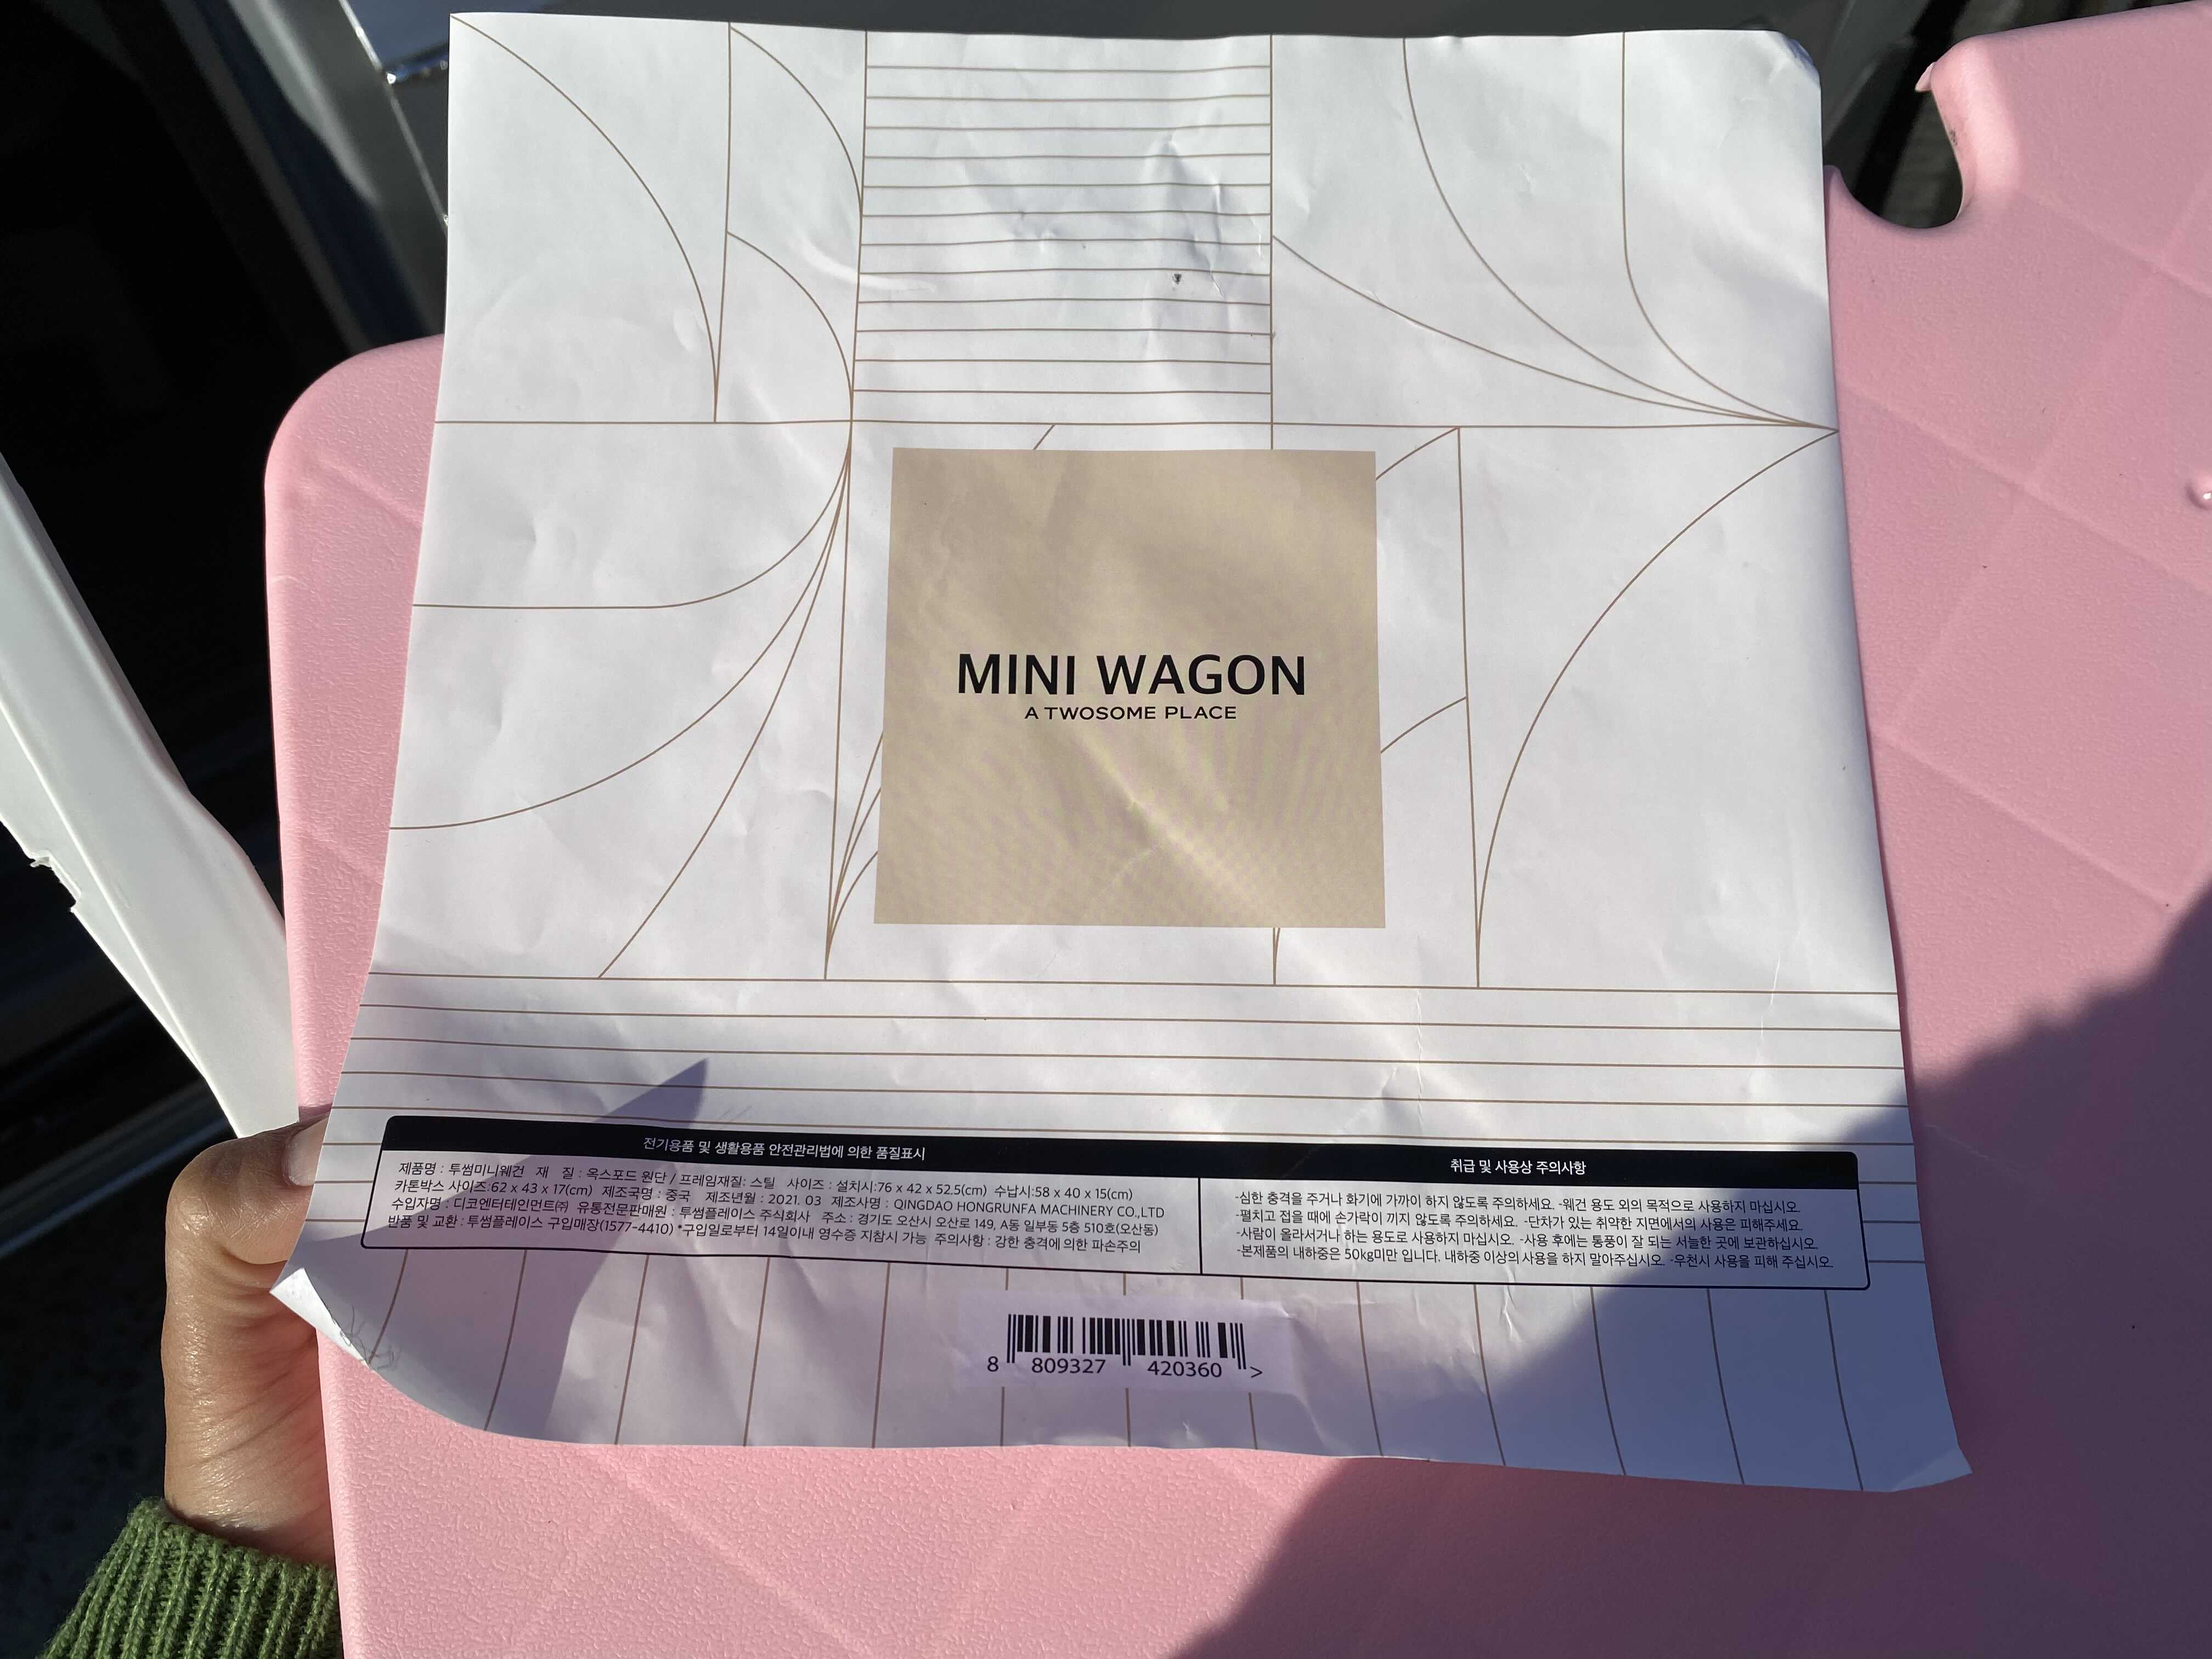 MINI WAGON
A TWOSOME PLACE
전기용품 및 생활용품 안전관리법에 의한 품질표시
제품명 : 투썸미니웨건 재 질 : 옥스포드 원단 / 프레임재질: 스틸 사이즈 : 설치시:76 x 42 x 52.5(cm) 수납시:58 x 40 x 15(cm)
카톤박스 사이즈:62 x 43 x 17(cm) 제조국명 : 중국 제조년월 : 2021. 03 제조사명 : QINGDAO HONGRUNFA MACHINERY CO.,LTD
수입자명 : 디코엔터테인먼트㈜ 유통전문판매원 : 투썸플레이스 주식회사 주소 : 경기도 오산시 오산로 149, A동 일부동 5층 510호(오산동)
반품 및 교환 : 투썸플레이스 구입매장(1577-4410) *구입일로부터 14일이내 영수증 지참시 가능 주의사항 : 강한 충격에 의한 파손주의
취급 및 사용상 주의사항
-심한 충격을 주거나 화기에 가까이 하지 않도록 주의하세요. -웨건 용도 외의 목적으로 사용하지 마십시오.
-펼치고 접을 때에 손가락이 끼지 않도록 주의하세요. -단차가 있는 취약한 지면에서의 사용은 피해주세요.
-사람이 올라서거나 하는 용도로 사용하지 마십시오. -사용 후에는 통풍이 잘 되는 서늘한 곳에 보관하십시오.
-본제품의 내하중은 50kg미만 입니다. 내하중 이상의 사용을 하지 말아주십시오. -우천시 사용을 피해 주십시오.
8 809327 420360 >